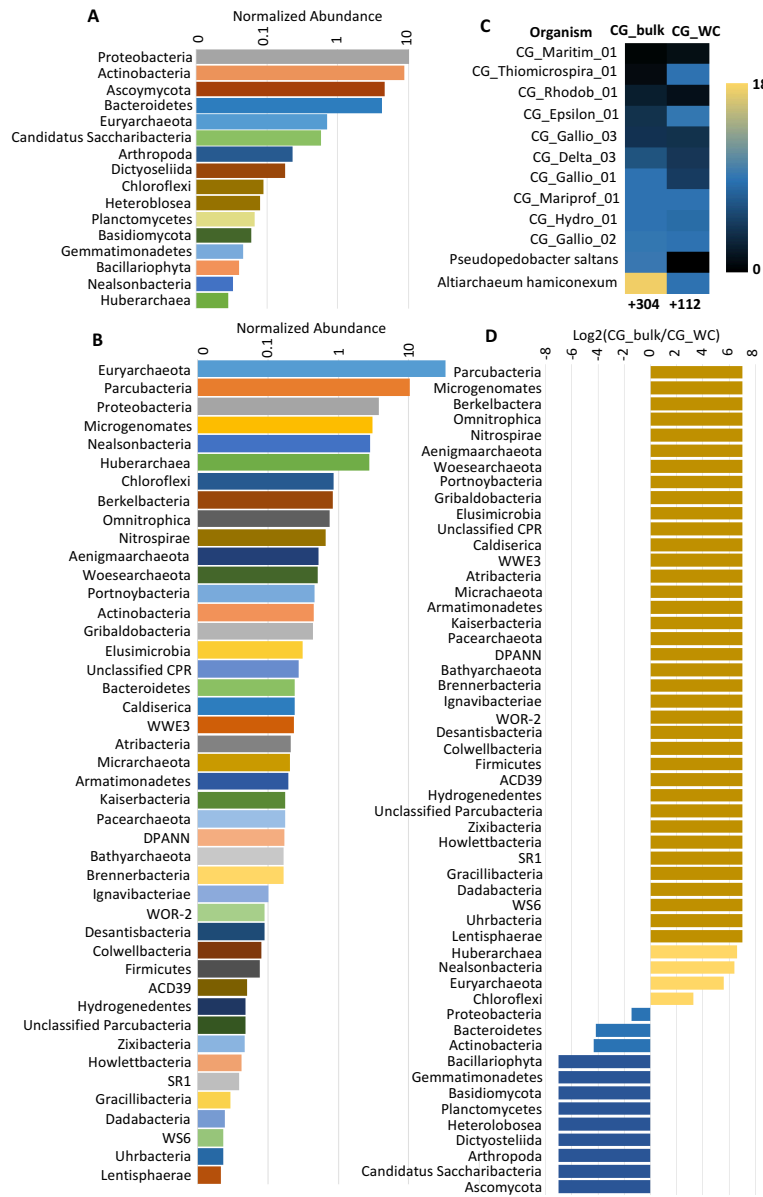 A
Normalized Abundance
0
0.1
1
10
Proteobacteria
Actinobacteria
Ascoymycota
Bacteroidetes
Euryarchaeota
Candidatus Saccharibacteria
Arthropoda
Dictyoseliida
Chloroflexi
Heteroblosea
Planctomycetes
Basidiomycota
Gemmatimonadetes
Bacillariophyta
Nealsonbacteria
Huberarchaea
C
Organism
CG_bulk
CG_WC
CG_Maritim_01
CG_Thiomicrospira_01
CG_Rhodob_01
CG_Epsilon_01
CG_Gallio_03
CG_Delta_03
CG_Gallio_01
CG_Mariprof_01
CG_Hydro_01
CG_Gallio_02
Pseudopedobacter saltans
Altiarchaeum hamiconexum
+304
+112
18
0
B
Normalized Abundance
0
0.1
1
10
Euryarchaeota
Parcubacteria
Proteobacteria
Microgenomates
Nealsonbacteria
Huberarchaea
Chloroflexi
Berkelbacteria
Omnitrophica
Nitrospirae
Aenigmaarchaeota
Woesearchaeota
Portnoybacteria
Actinobacteria
Gribaldobacteria
Elusimicrobia
Unclassified CPR
Bacteroidetes
Caldiserica
WWE3
Atribacteria
Micrarchaeota
Armatimonadetes
Kaiserbacteria
Pacearchaeota
DPANN
Bathyarchaeota
Brennerbacteria
Ignavibacteriae
WOR-2
Desantisbacteria
Colwellbacteria
Firmicutes
ACD39
Hydrogenedentes
Unclassified Parcubacteria
Zixibacteria
Howlettbacteria
SR1
Gracillibacteria
Dadabacteria
WS6
Uhrbacteria
Lentisphaerae
D
Log2(CG_bulk/CG_WC)
-8
-6
-4
-2
0
2
4
6
8
Parcubacteria
Microgenomates
Berkelbactera
Omnitrophica
Nitrospirae
Aenigmaarchaeota
Woesearchaeota
Portnoybacteria
Gribaldobacteria
Elusimicrobia
Unclassified CPR
Caldiserica
WWE3
Atribacteria
Micrachaeota
Armatimonadetes
Kaiserbacteria
Pacearchaeota
DPANN
Bathyarchaeota
Brennerbacteria
Ignavibacteriae
WOR-2
Desantisbacteria
Colwellbacteria
Firmicutes
ACD39
Hydrogenedentes
Unclassified Parcubacteria
Zixibacteria
Howlettbacteria
SR1
Gracillibacteria
Dadabacteria
WS6
Uhrbacteria
Lentisphaerae
Huberarchaea
Nealsonbacteria
Euryarchaeota
Chloroflexi
Proteobacteria
Bacteroidetes
Actinobacteria
Bacillariophyta
Gemmatimonadetes
Basidiomycota
Planctomycetes
Heterolobosea
Dictyosteliida
Arthropoda
Candidatus Saccharibacteria
Ascomycota